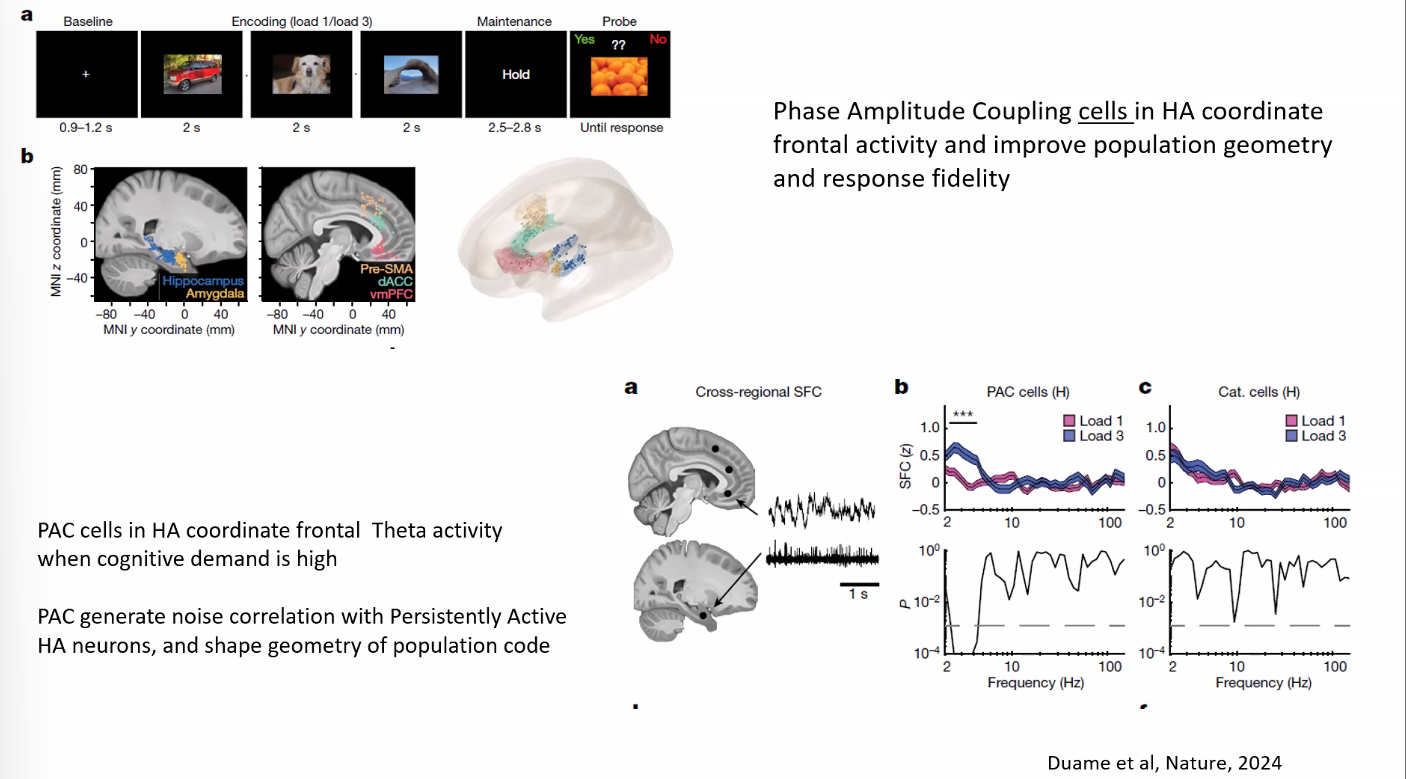 a
Baseline
Encoding (load 1/load 3)
Maintenance
Probe
+
Hold
Yes ?? No
0.9–1.2 s
2 s
2 s
2 s
2.5–2.8 s
Until response
Phase Amplitude Coupling cells in HA coordinate
frontal activity and improve population geometry
and response fidelity
b
MNI z coordinate (mm)
80
40
0
−40
Hippocampus
Amygdala
Pre-SMA
dACC
vmPFC
−80 −40 0 40
−80 −40 0 40
MNI y coordinate (mm)
MNI y coordinate (mm)
PAC cells in HA coordinate frontal Theta activity
when cognitive demand is high
PAC generate noise correlation with Persistently Active
HA neurons, and shape geometry of population code
a
Cross-regional SFC
1 s
b
PAC cells (H)
***
Load 1
Load 3
SFC (z)
1.0
0.5
0
−0.5
2 10 100
P
10⁰
10⁻²
10⁻⁴
2 10 100
Frequency (Hz)
c
Cat. cells (H)
Load 1
Load 3
1.0
0.5
0
−0.5
2 10 100
10⁰
10⁻²
10⁻⁴
2 10 100
Frequency (Hz)
Duame et al, Nature, 2024